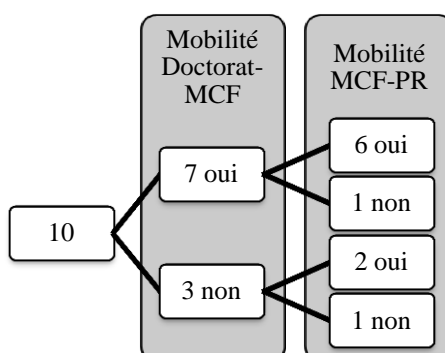 Mobilité
Doctorat-
MCF
Mobilité
MCF-PR
10
7 oui
3 non
6 oui
1 non
2 oui
1 non